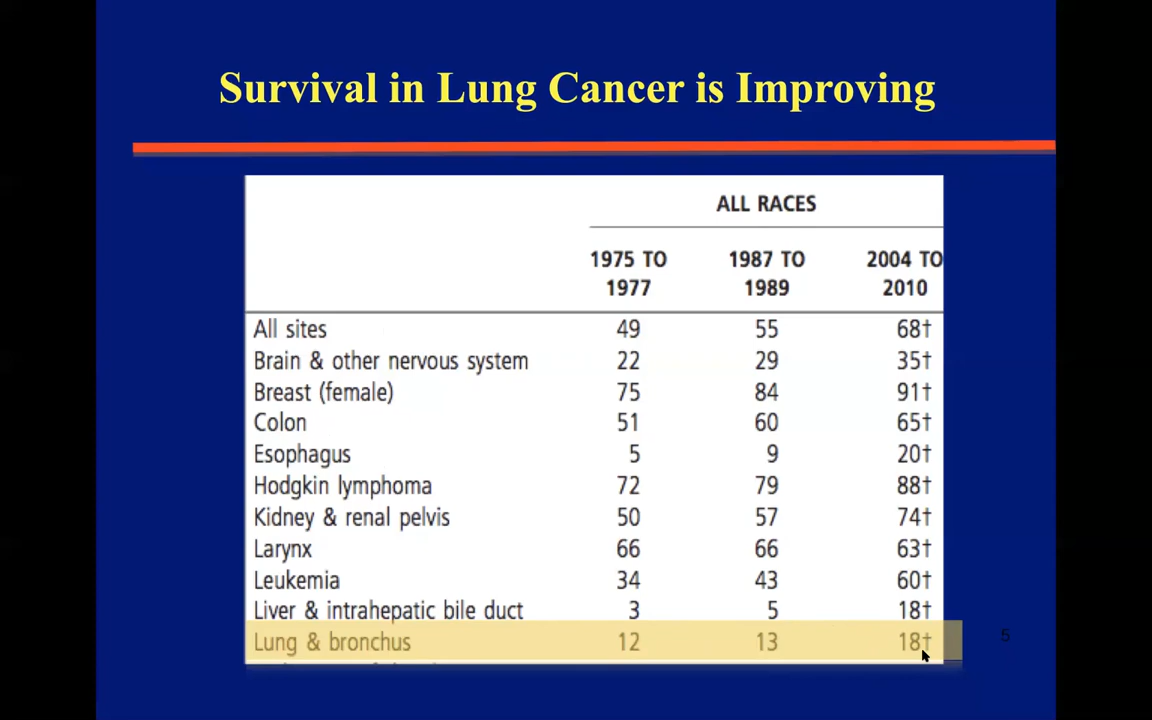 Survival in Lung Cancer is Improving
ALL RACES
1975 TO 1977 1987 TO 1989 2004 TO 2010
All sites 49 55 68†
Brain & other nervous system 22 29 35†
Breast (female) 75 84 91†
Colon 51 60 65†
Esophagus 5 9 20†
Hodgkin lymphoma 72 79 88†
Kidney & renal pelvis 50 57 74†
Larynx 66 66 63†
Leukemia 34 43 60†
Liver & intrahepatic bile duct 3 5 18†
Lung & bronchus 12 13 18†
5